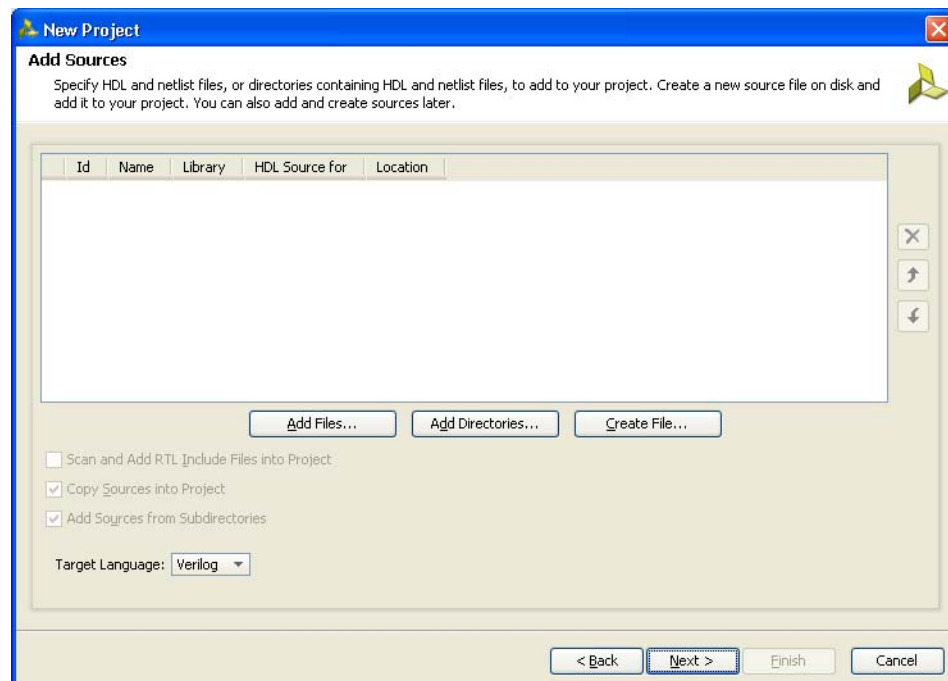 New Project
Add Sources
Specify HDL and netlist files, or directories containing HDL and netlist files, to add to your project. Create a new source file on disk and
add it to your project. You can also add and create sources later.
Id Name Library HDL Source for Location
Add Files... Add Directories... Create File...
Scan and Add RTL Include Files into Project
Copy Sources into Project
Add Sources from Subdirectories
Target Language: Verilog
< Back Next > Finish Cancel